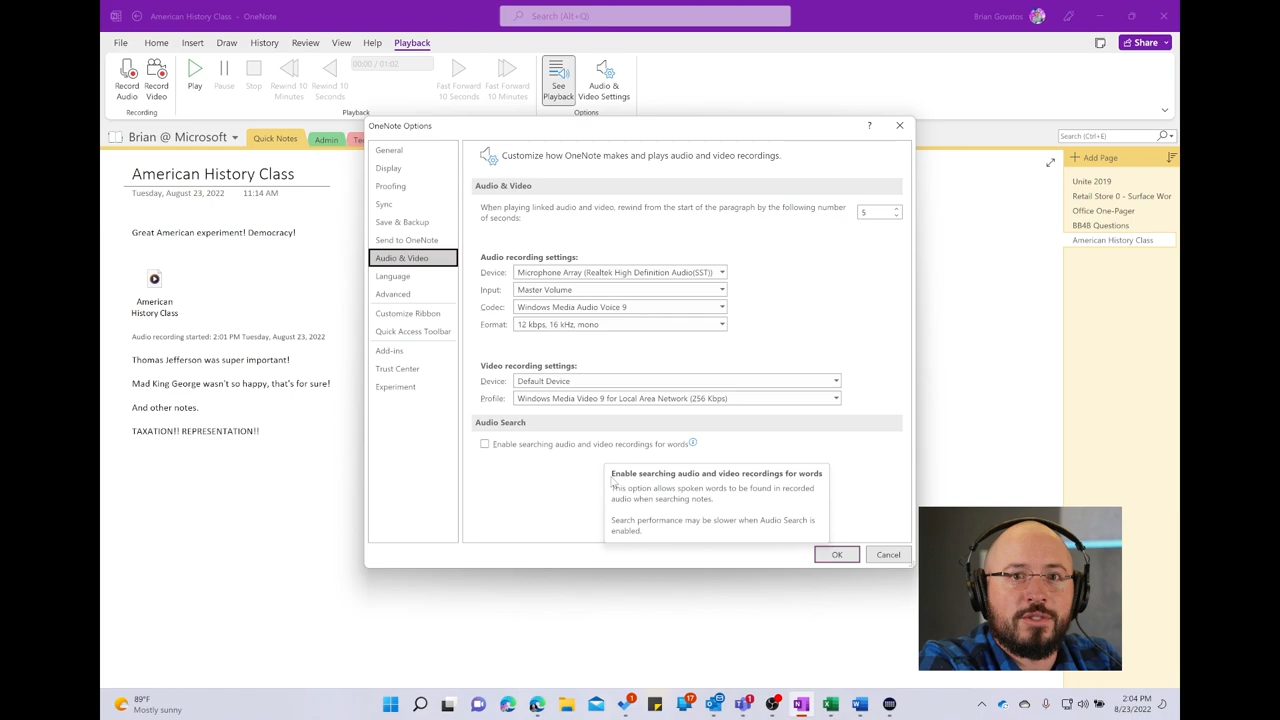 American History Class - OneNote
Search (Alt+Q)
Brian Govatos
File Home Insert Draw History Review View Help Playback
Share
Record Audio
Record Video
Play
Pause
Stop
Rewind 10 Minutes
Rewind 10 Seconds
00:00 / 01:02
Fast Forward 10 Seconds
Fast Forward 10 Minutes
See Playback
Audio & Video Settings
Recording
Playback
Options
Brian @ Microsoft
Quick Notes
Admin
Search (Ctrl+E)
American History Class
Tuesday, August 23, 2022 11:14 AM
Great American experiment! Democracy!
American
History Class
Audio recording started: 2:01 PM Tuesday, August 23, 2022
Thomas Jefferson was super important!
Mad King George wasn't so happy, that's for sure!
And other notes.
TAXATION!! REPRESENTATION!!
OneNote Options
?
General
Display
Proofing
Sync
Save & Backup
Send to OneNote
Audio & Video
Language
Advanced
Customize Ribbon
Quick Access Toolbar
Add-ins
Trust Center
Experiment
Customize how OneNote makes and plays audio and video recordings.
Audio & Video
When playing linked audio and video, rewind from the start of the paragraph by the following number
of seconds:
5
Audio recording settings:
Device: Microphone Array (Realtek High Definition Audio(SST))
Input: Master Volume
Codec: Windows Media Audio Voice 9
Format: 12 kbps, 16 kHz, mono
Video recording settings:
Device: Default Device
Profile: Windows Media Video 9 for Local Area Network (256 Kbps)
Audio Search
Enable searching audio and video recordings for words
Enable searching audio and video recordings for words
This option allows spoken words to be found in recorded
audio when searching notes.
Search performance may be slower when Audio Search is
enabled.
OK
Cancel
Add Page
Unite 2019
Retail Store 0 - Surface Wor
Office One-Pager
BB4B Questions
American History Class
89°F
Mostly sunny
1
17
2:04 PM
8/23/2022